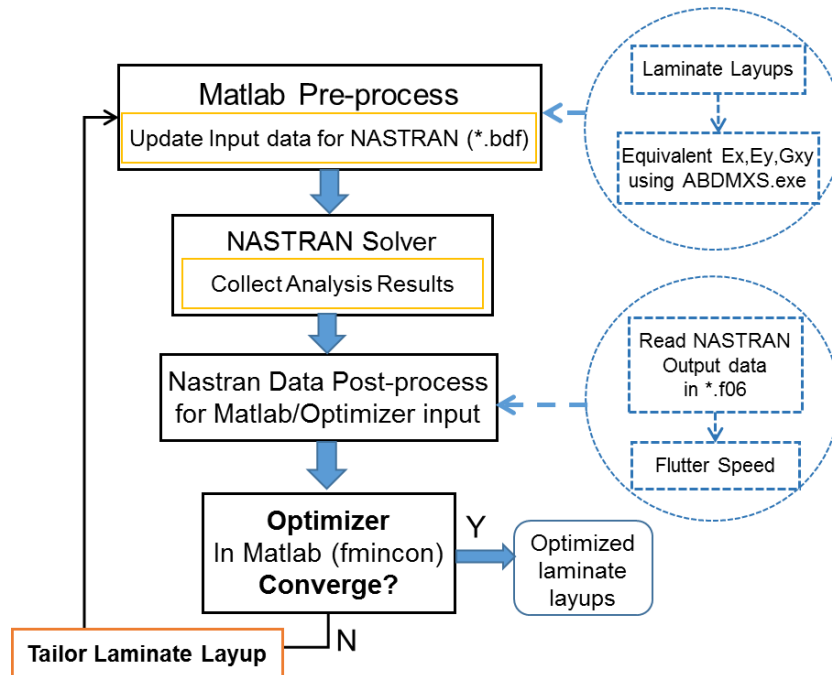 Matlab Pre-process
Update Input data for NASTRAN (*.bdf)
Laminate Layups
Equivalent Ex,Ey,Gxy
using ABDMXS.exe
NASTRAN Solver
Collect Analysis Results
Nastran Data Post-process
for Matlab/Optimizer input
Read NASTRAN
Output data
in *.f06
Flutter Speed
Optimizer
In Matlab (fmincon)
Converge?
Y
Optimized
laminate
layups
N
Tailor Laminate Layup